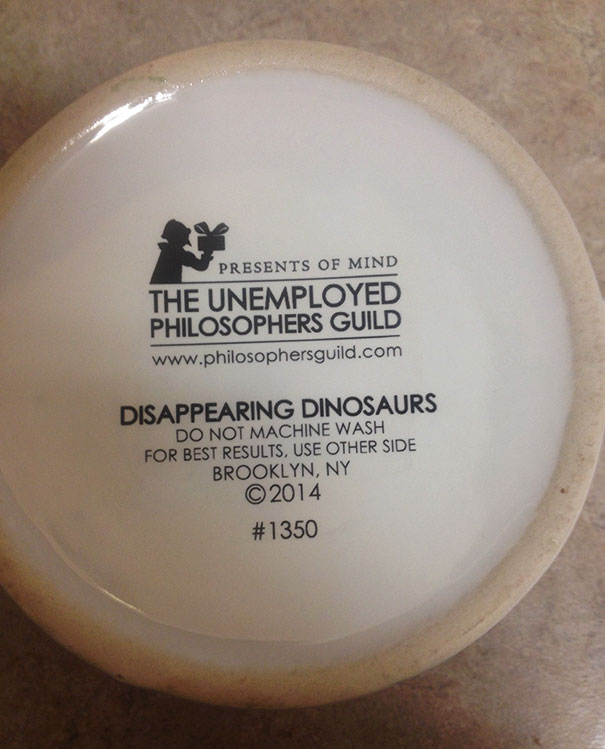 PRESENTS OF MIND
THE UNEMPLOYED
PHILOSOPHERS GUILD
www.philosophersguild.com
DISAPPEARING DINOSAURS
DO NOT MACHINE WASH
FOR BEST RESULTS, USE OTHER SIDE
BROOKLYN, NY
©2014
#1350